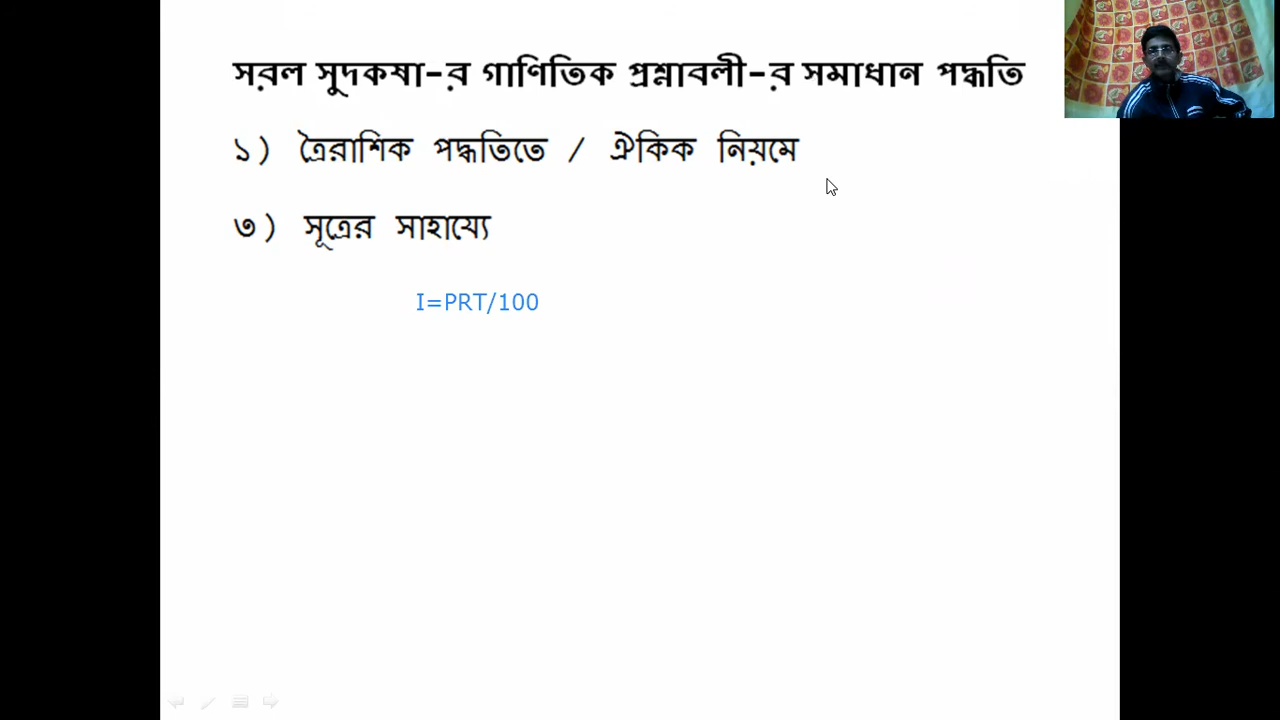 সরল সুদকষা-র গাণিতিক প্রশ্নাবলী-র সমাধান পদ্ধতি
১) ত্রৈরাশিক পদ্ধতিতে / ঐকিক নিয়মে
৩) সূত্রের সাহায্যে
I=PRT/100